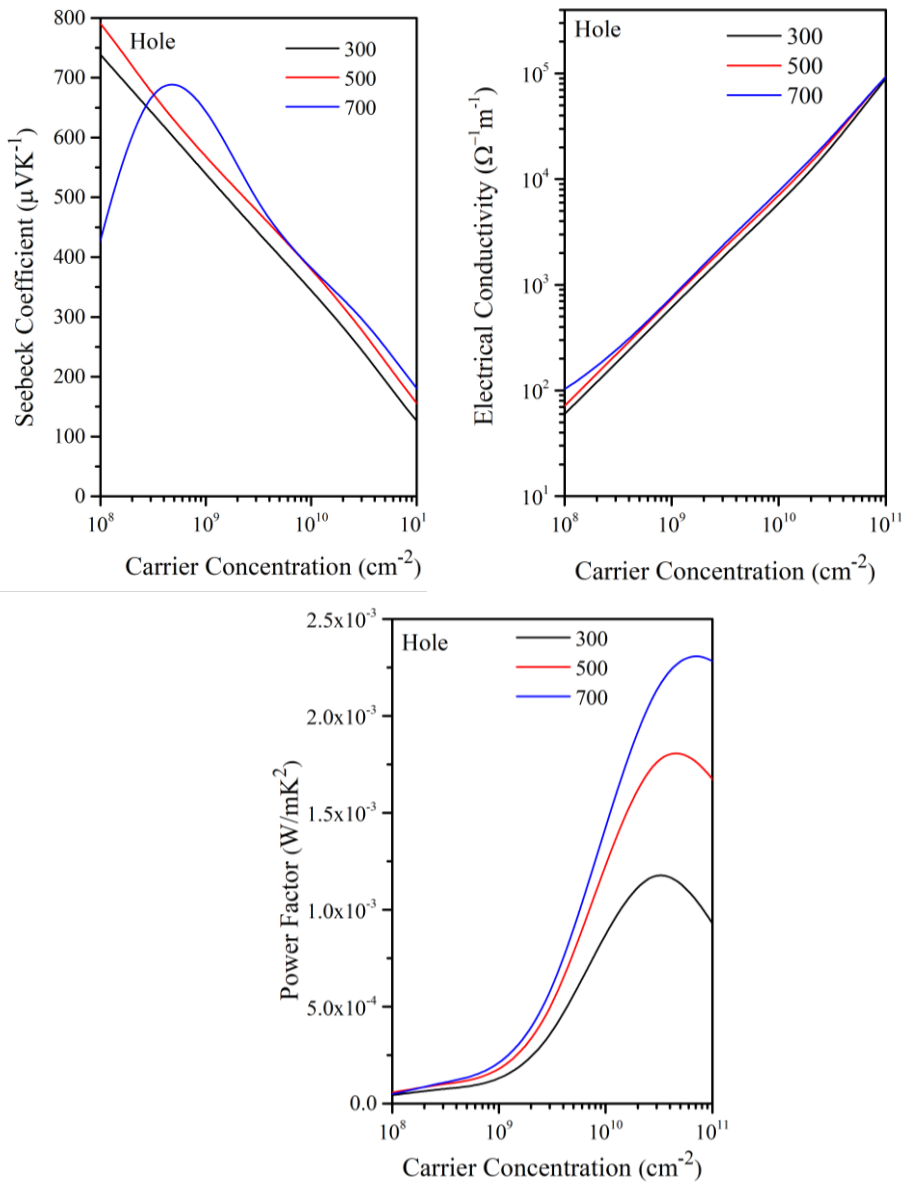 Hole
300
500
700
800
700
600
500
400
300
200
100
0
Seebeck Coefficient (µVK⁻¹)
10⁸
10⁹
10¹⁰
10¹
Carrier Concentration (cm⁻²)
Hole
300
500
700
10⁵
10⁴
10³
10²
10¹
Electrical Conductivity (Ω⁻¹m⁻¹)
10⁸
10⁹
10¹⁰
10¹¹
Carrier Concentration (cm⁻²)
Hole
300
500
700
2.5x10⁻³
2.0x10⁻³
1.5x10⁻³
1.0x10⁻³
5.0x10⁻⁴
0.0
Power Factor (W/mK²)
10⁸
10⁹
10¹⁰
10¹¹
Carrier Concentration (cm⁻²)